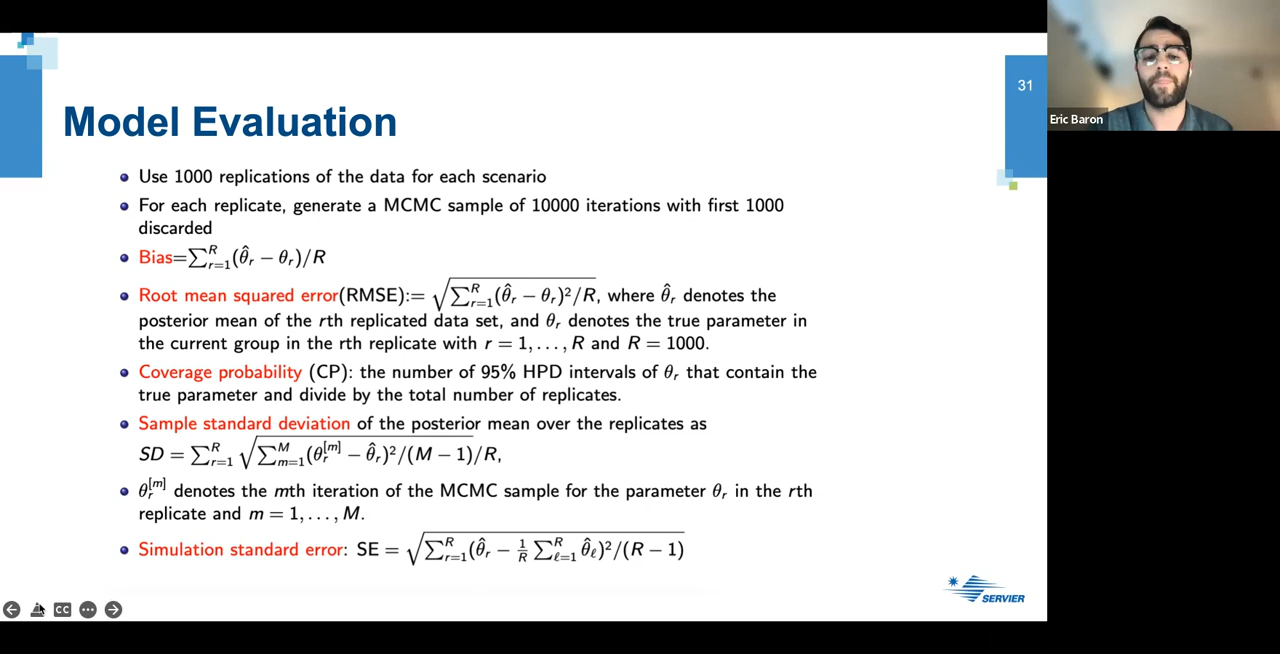 31
Eric Baron
Model Evaluation
Use 1000 replications of the data for each scenario
For each replicate, generate a MCMC sample of 10000 iterations with first 1000
discarded
Bias=∑_{r=1}^{R}(θ̂_r − θ_r)/R
Root mean squared error(RMSE):= √(∑_{r=1}^{R}(θ̂_r − θ_r)²/R), where θ̂_r denotes the
posterior mean of the rth replicated data set, and θ_r denotes the true parameter in
the current group in the rth replicate with r = 1, . . . , R and R = 1000.
Coverage probability (CP): the number of 95% HPD intervals of θ_r that contain the
true parameter and divide by the total number of replicates.
Sample standard deviation of the posterior mean over the replicates as
SD = ∑_{r=1}^{R} √(∑_{m=1}^{M}(θ_r^{[m]} − θ̂_r)²/(M − 1))/R,
θ_r^{[m]} denotes the mth iteration of the MCMC sample for the parameter θ_r in the rth
replicate and m = 1, . . . , M.
Simulation standard error: SE = √(∑_{r=1}^{R}(θ̂_r − 1/R ∑_{ℓ=1}^{R} θ̂_ℓ)²/(R − 1))
SERVIER
CC